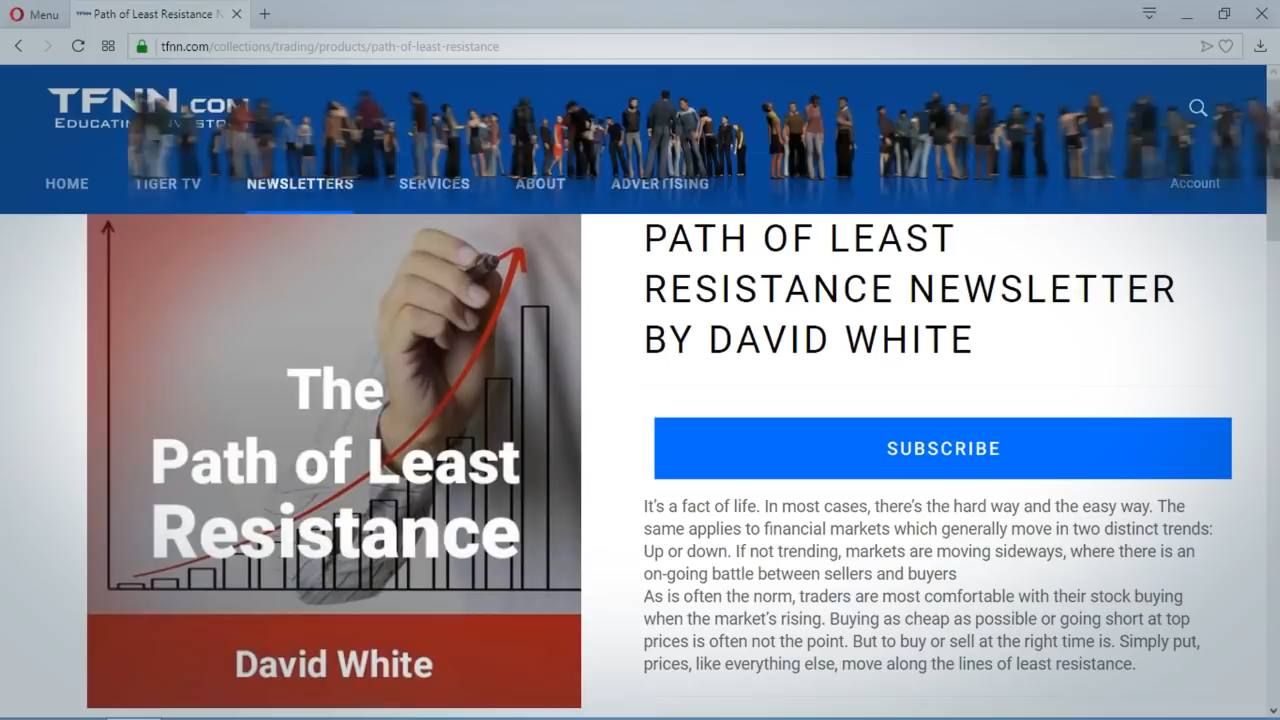 Menu
Path of Least Resistance
tfnn.com/collections/trading/products/path-of-least-resistance
TFNN.COM
HOME
TIGER TV
NEWSLETTERS
SERVICES
ABOUT
ADVERTISING
Account
The
Path of Least
Resistance
David White
PATH OF LEAST
RESISTANCE NEWSLETTER
BY DAVID WHITE
SUBSCRIBE
It’s a fact of life. In most cases, there’s the hard way and the easy way. The
same applies to financial markets which generally move in two distinct trends:
Up or down. If not trending, markets are moving sideways, where there is an
on-going battle between sellers and buyers
As is often the norm, traders are most comfortable with their stock buying
when the market’s rising. Buying as cheap as possible or going short at top
prices is often not the point. But to buy or sell at the right time is. Simply put,
prices, like everything else, move along the lines of least resistance.